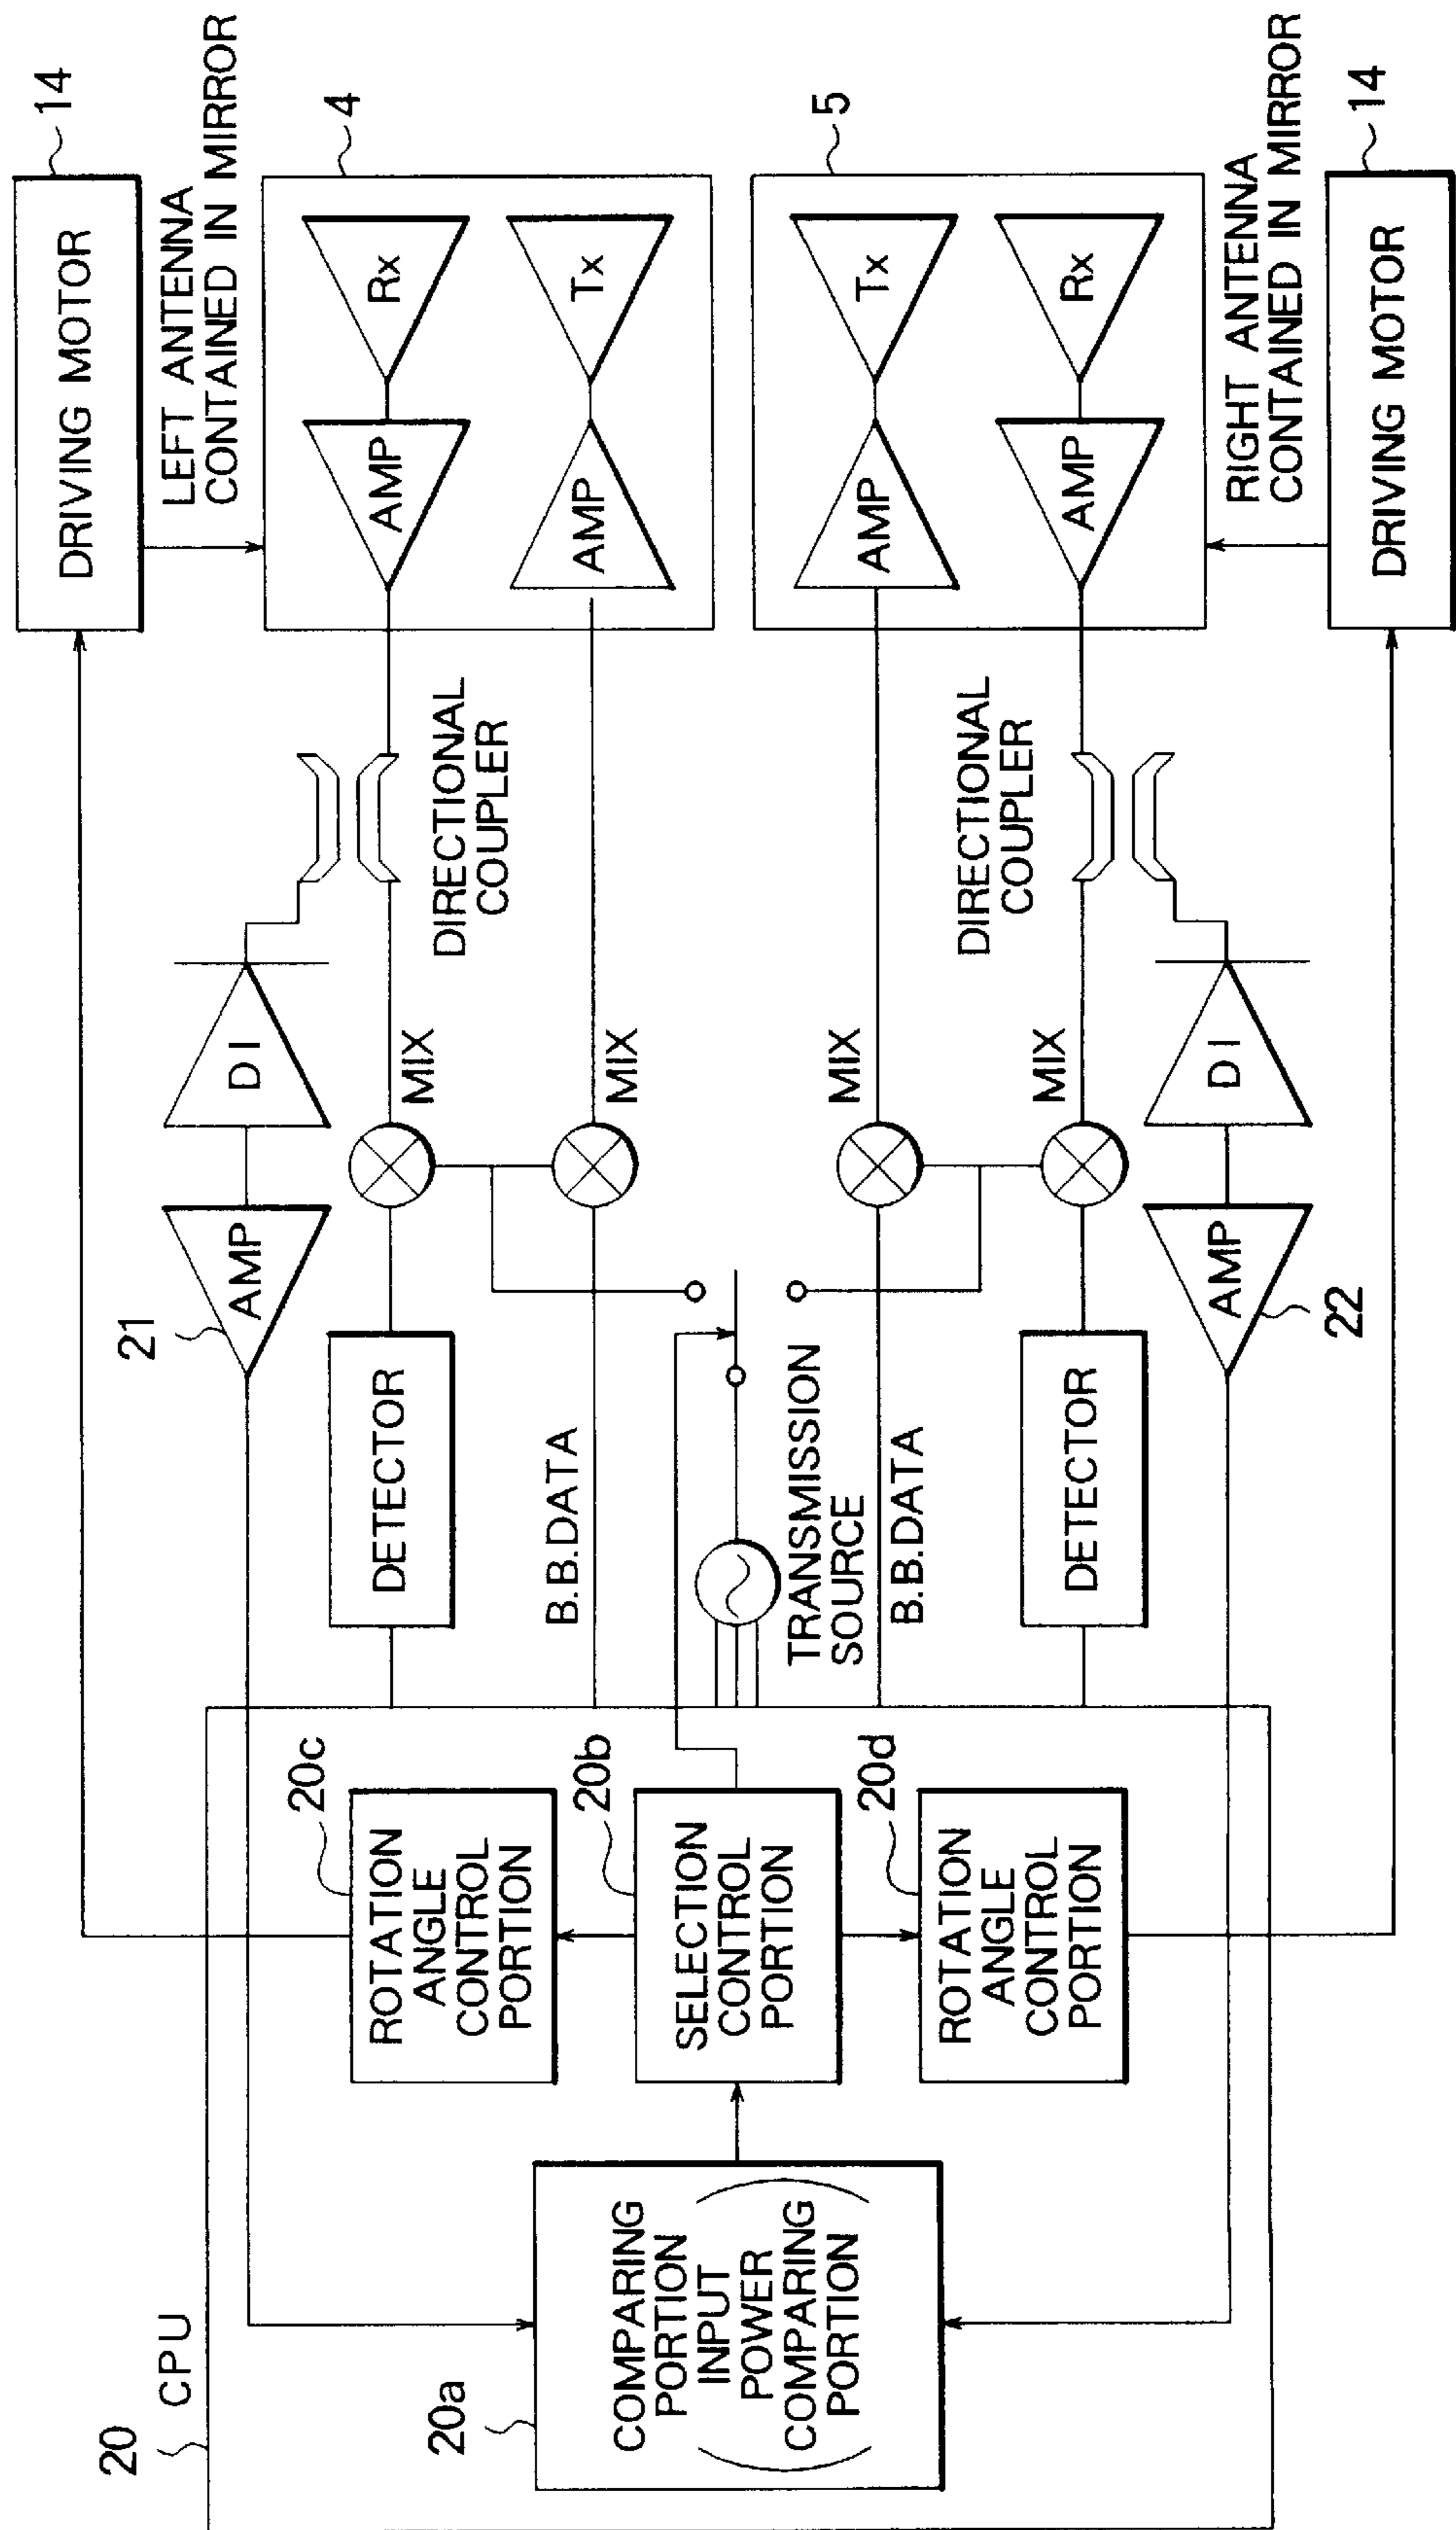 14
DRIVING MOTOR
LEFT ANTENNA
CONTAINED IN MIRROR
4
Rx
AMP
Tx
AMP
DIRECTIONAL
COUPLER
DI
AMP
21
MIX
MIX
DETECTOR
B.B.DATA
TRANSMISSION
SOURCE
B.B.DATA
DETECTOR
MIX
MIX
DIRECTIONAL
COUPLER
DI
AMP
22
5
Tx
AMP
Rx
AMP
RIGHT ANTENNA
CONTAINED IN MIRROR
14
DRIVING MOTOR
20
CPU
20c
ROTATION
ANGLE
CONTROL
PORTION
20b
SELECTION
CONTROL
PORTION
20d
ROTATION
ANGLE
CONTROL
PORTION
20a
COMPARING
PORTION
(INPUT
POWER
COMPARING
PORTION)